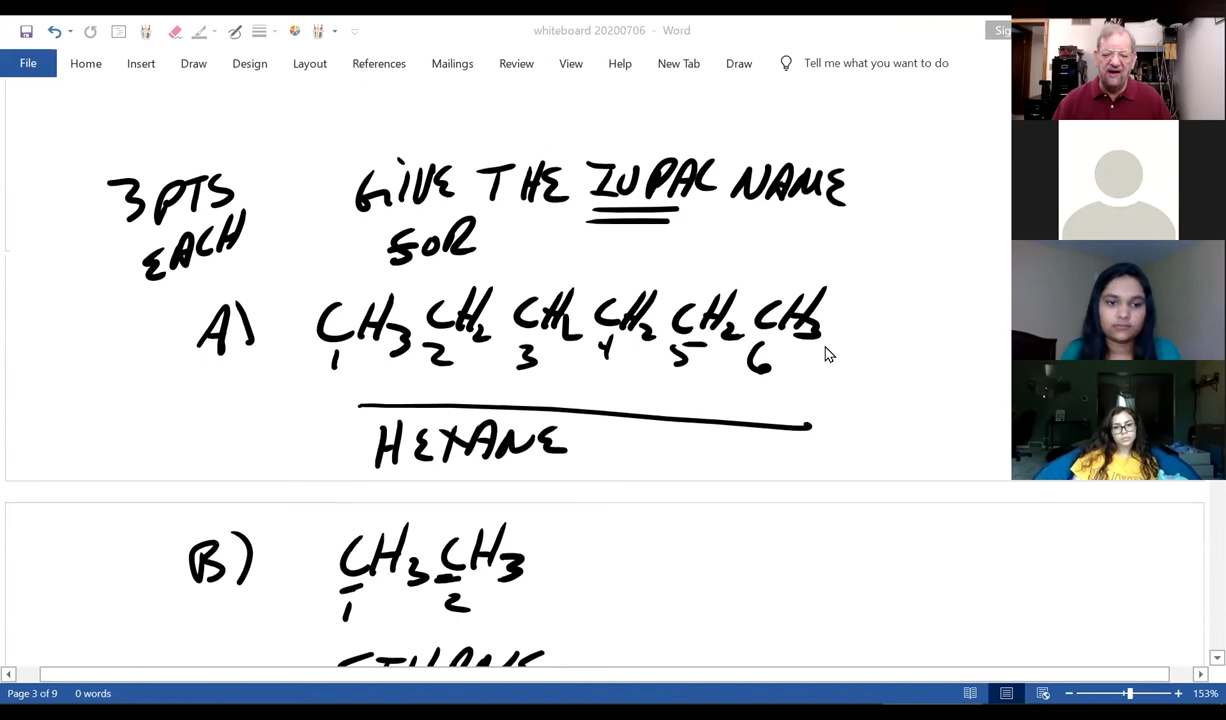 whiteboard 20200706 - Word
File Home Insert Draw Design Layout References Mailings Review View Help New Tab Draw Tell me what you want to do
3 PTS EACH
GIVE THE IUPAC NAME
FOR
A) CH3 CH2 CH2 CH2 CH2 CH3
1 2 3 4 5 6
HEXANE
B) CH3 CH3
1 2
ETHANE
Page 3 of 9 0 words 153%